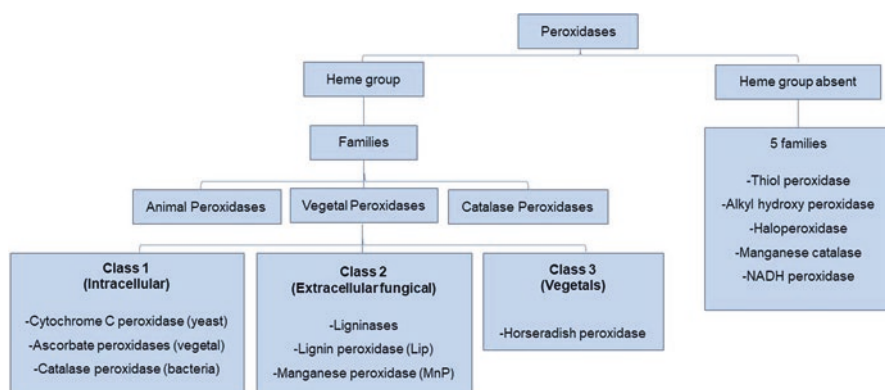 Peroxidases
Heme group
Heme group absent
Families
5 families
-Thiol peroxidase
-Alkyl hydroxy peroxidase
-Haloperoxidase
-Manganese catalase
-NADH peroxidase
Animal Peroxidases
Vegetal Peroxidases
Catalase Peroxidases
Class 1
(Intracellular)
-Cytochrome C peroxidase (yeast)
-Ascorbate peroxidases (vegetal)
-Catalase peroxidase (bacteria)
Class 2
(Extracellular fungical)
-Ligninases
-Lignin peroxidase (Lip)
-Manganese peroxidase (MnP)
Class 3
(Vegetals)
-Horseradish peroxidase